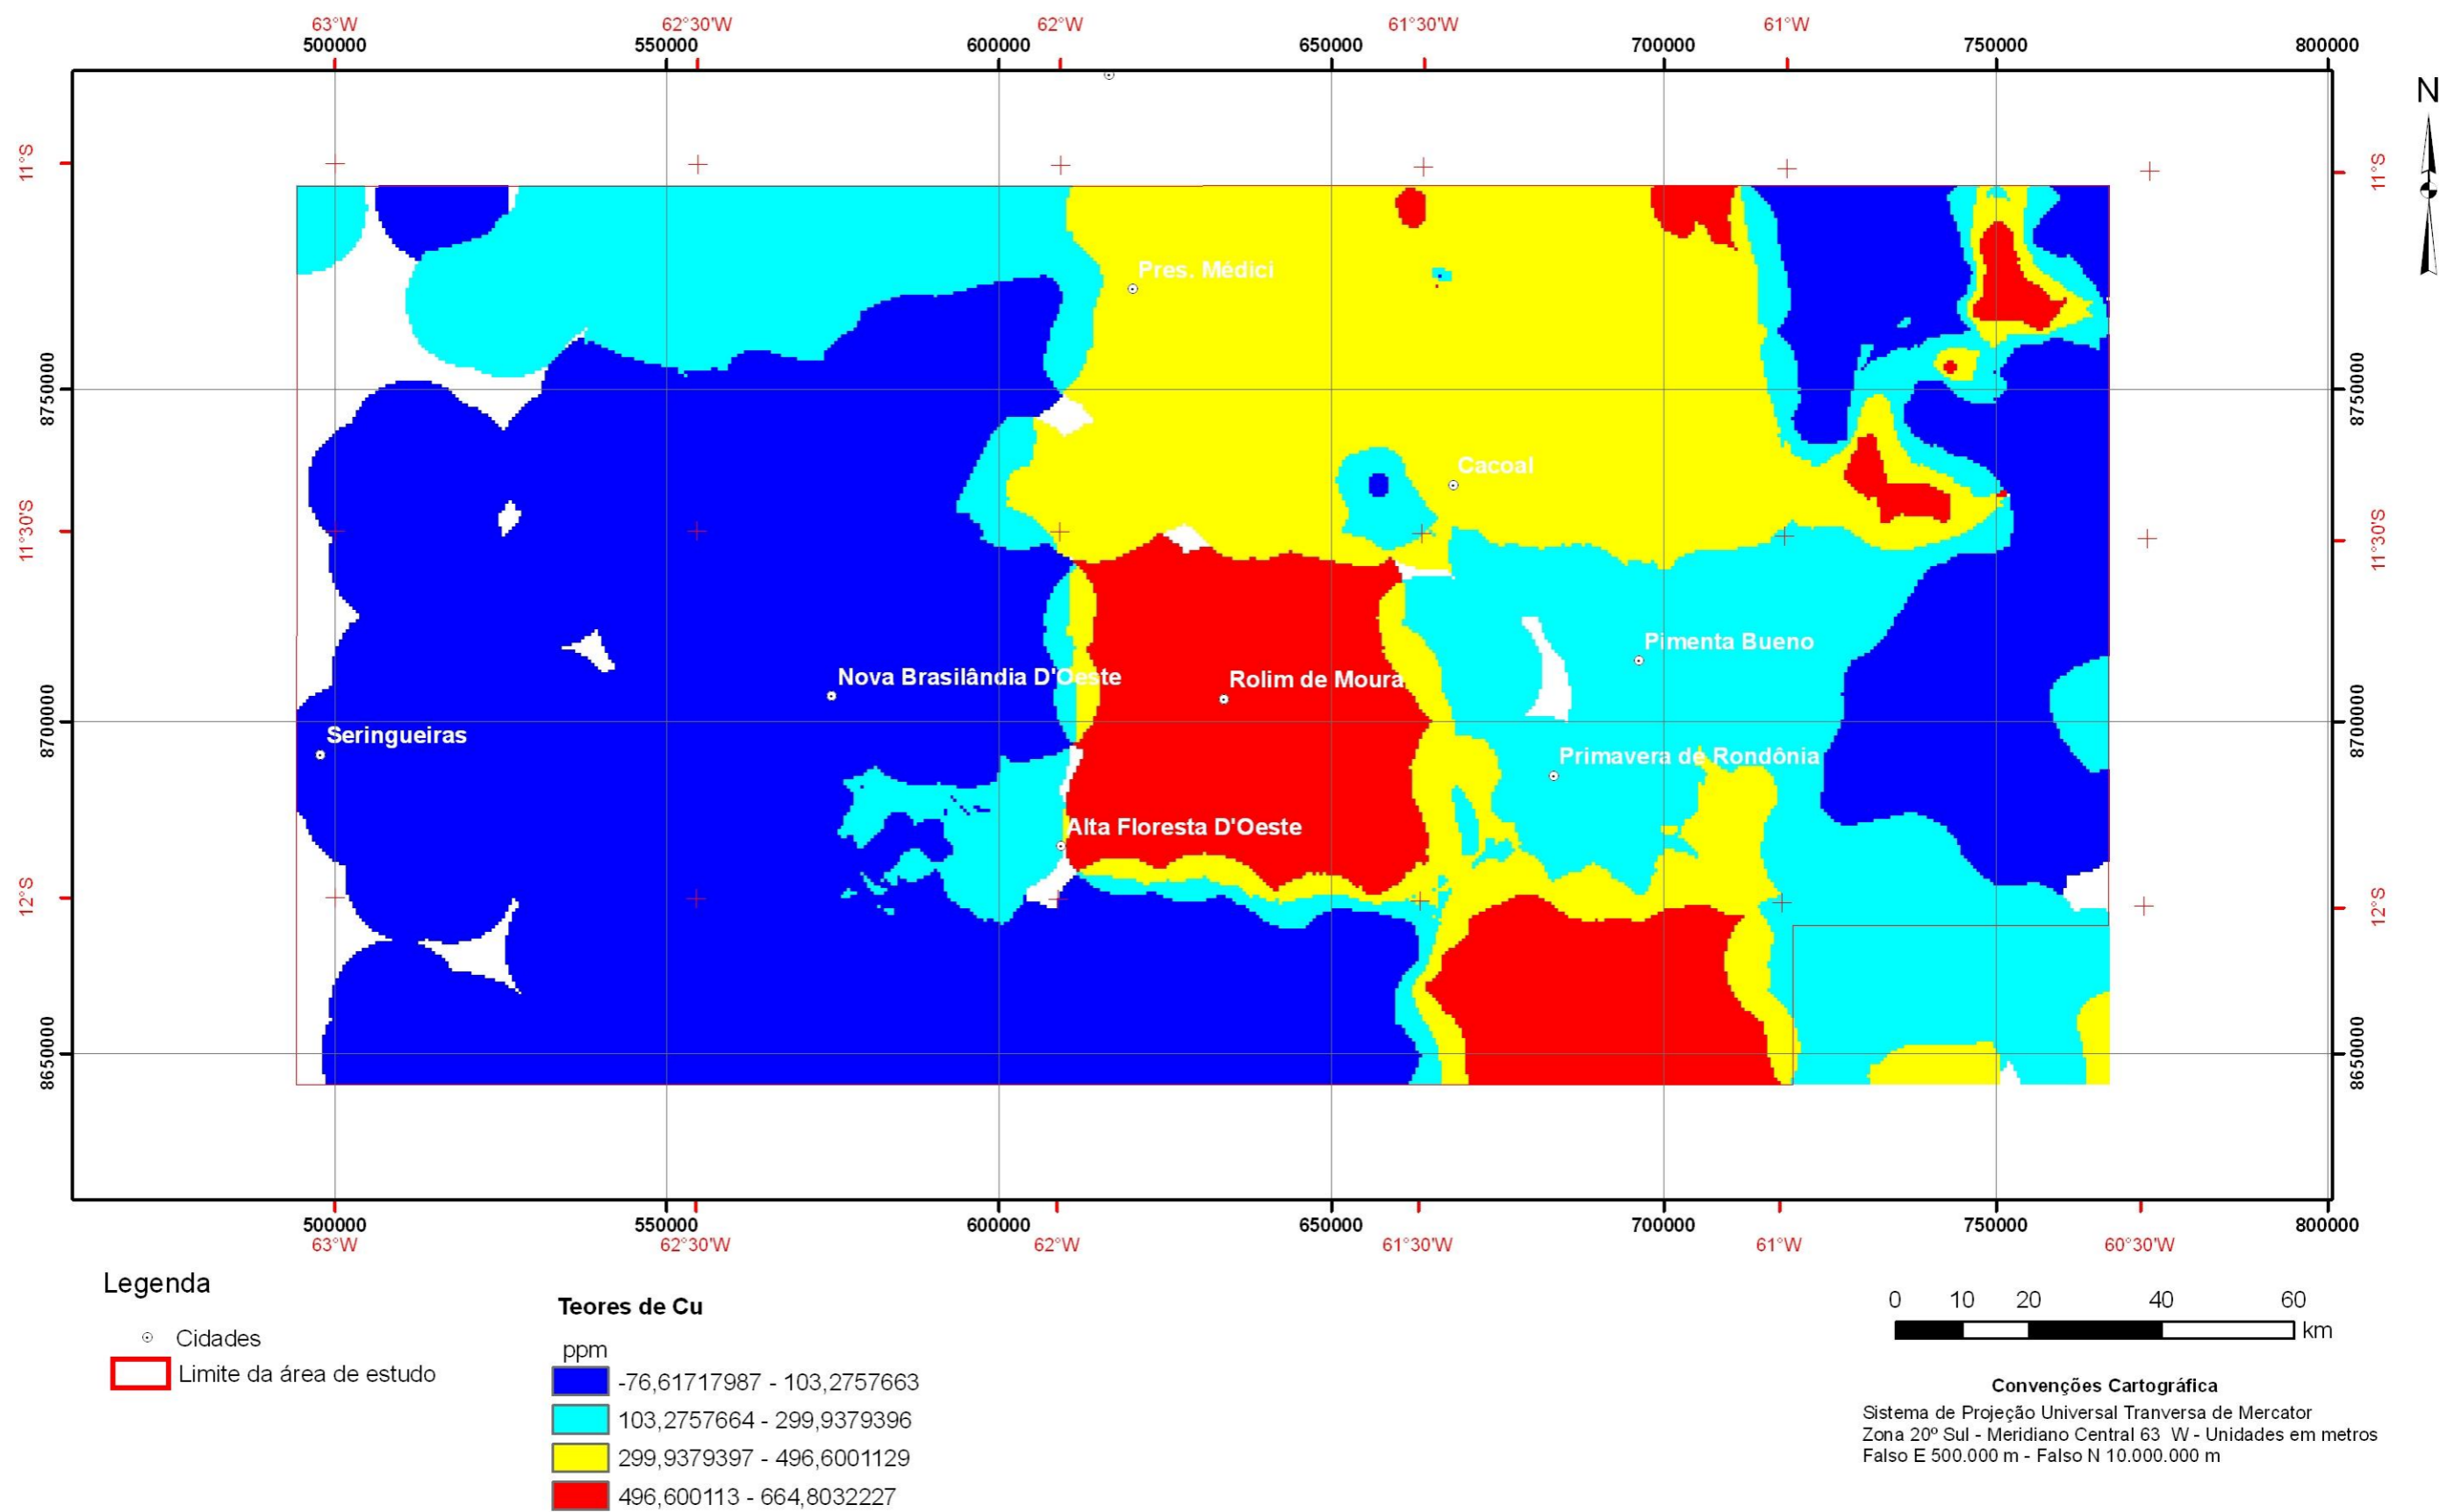 63°W 62°30'W 62°W 61°30'W 61°W
500000 550000 600000 650000 700000 750000 800000
N
11°S 11°S
Pres. Médici
8750000 8750000
Cacoal
11°30'S 11°30'S
Pimenta Bueno
Nova Brasilândia D'Oeste
Rolim de Moura
8700000 8700000
Seringueiras
Primavera de Rondônia
Alta Floresta D'Oeste
12°S 12°S
8650000 8650000
500000 550000 600000 650000 700000 750000 800000
63°W 62°30'W 62°W 61°30'W 61°W 60°30'W
Legenda
Cidades
Limite da área de estudo
Teores de Cu
ppm
-76,61717987 - 103,2757663
103,2757664 - 299,9379396
299,9379397 - 496,6001129
496,600113 - 664,8032227
0 10 20 40 60
km
Convenções Cartográfica
Sistema de Projeção Universal Tranversa de Mercator
Zona 20º Sul - Meridiano Central 63 W - Unidades em metros
Falso E 500.000 m - Falso N 10.000.000 m